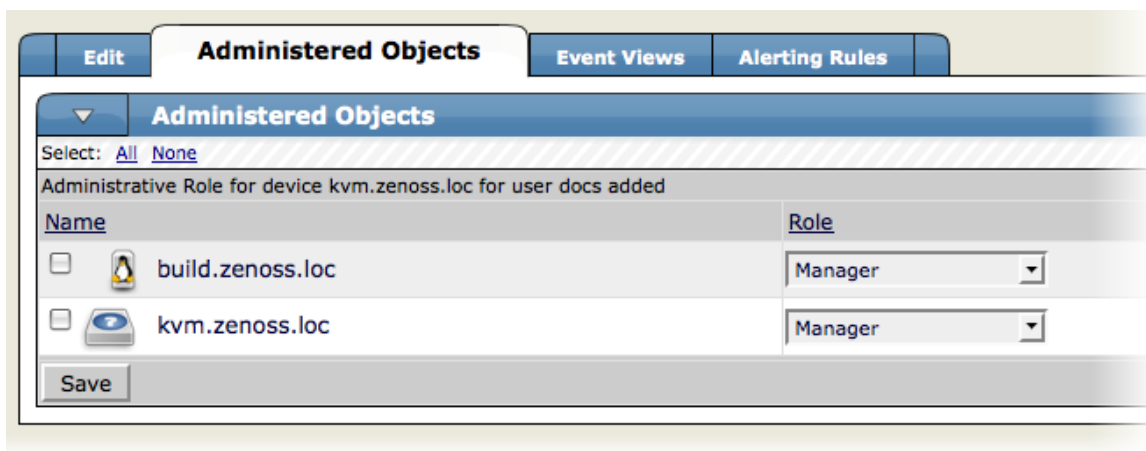 Edit Administered Objects Event Views Alerting Rules
Administered Objects
Select: All None
Administrative Role for device kvm.zenoss.loc for user docs added
Name Role
build.zenoss.loc Manager
? kvm.zenoss.loc Manager
Save